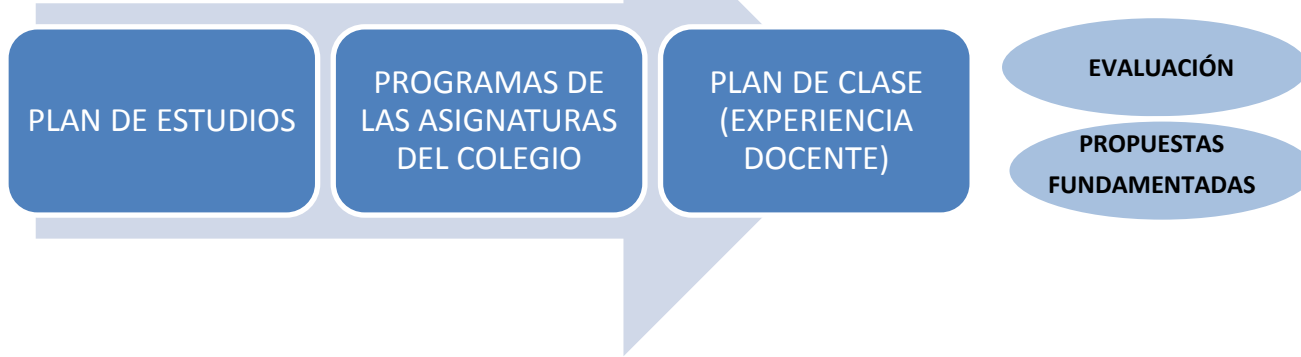 PLAN DE ESTUDIOS
PROGRAMAS DE
LAS ASIGNATURAS
DEL COLEGIO
PLAN DE CLASE
(EXPERIENCIA
DOCENTE)
EVALUACIÓN
PROPUESTAS
FUNDAMENTADAS